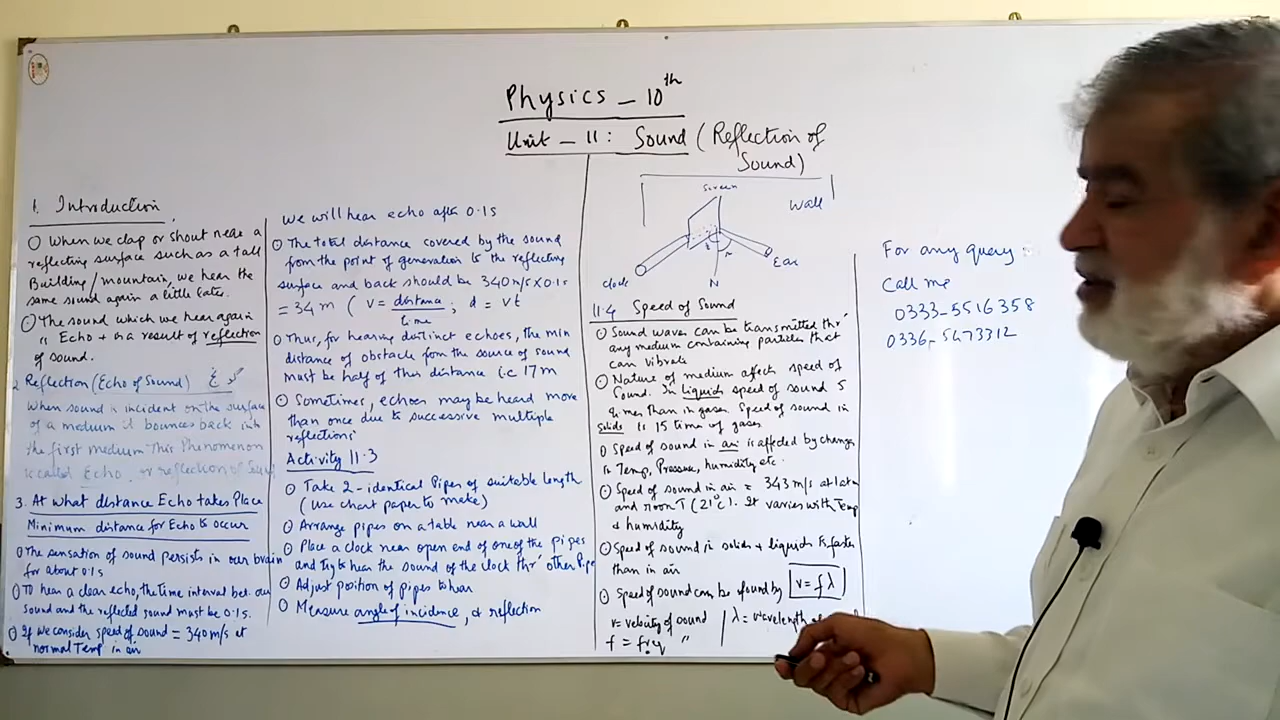 Physics - 10th
Unit - 11: Sound (Reflection of
Sound)
1. Introduction
When we clap or shout near a
reflecting surface such as a tall
Building/mountain, we hear the
same sound again a little later.
The sound which we hear again
is Echo & is a result of reflection
of sound.
2. Reflection (Echo of Sound)
When sound is incident on the surface
of a medium it bounces back into
the first medium This Phenomenon
is called Echo or reflection of Sound
3. At what distance Echo takes Place
Minimum distance for Echo to occur
The sensation of sound persists in our brain
for about 0.1s
To hear a clear echo, the Time interval bet. our
sound and the reflected sound must be 0.1s.
If we consider speed of sound = 340 m/s at
normal Temp in air
we will hear echo after 0.1s
The total distance covered by the sound
from the point of generation to the reflecting
surface and back should be 340 m/s x 0.1s
= 34 m ( v = distance/time ; d = vt
Thus, for hearing distinct echoes, the min
distance of obstacle from the source of sound
must be half of this distance i.e 17 m
Sometimes, echoes may be heard more
than once due to successive multiple
reflections
Activity 11.3
Take 2-identical Pipes of suitable length
(Use chart paper to make)
Arrange pipes on a table near a wall
Place a clock near open end of one of the pipes
and try to hear the sound of the clock thr' other Pipe
Adjust position of pipes to hear
Measure angle of incidence, & reflection
Screen
Wall
i
r
Ear
clock
N
11.4 Speed of Sound
Sound wave can be transmitted thr'
any medium containing particles that
can vibrate
Nature of medium affect speed of
Sound. In liquids speed of sound 5
times than in gases. Speed of sound in
solids is 15 time of gases
Speed of sound in air is affected by changes
in Temp, Pressure, humidity etc.
Speed of sound in air = 343 m/s at 1 atm
and room T (21°C). It varies with Temp
& humidity
Speed of sound in solids & liquids is faster
than in air
Speed of sound can be found by v = fλ
v = velocity of sound
λ = wavelength of
f = freq "
For any query:
Call me
0333-5516358
0336-5473312